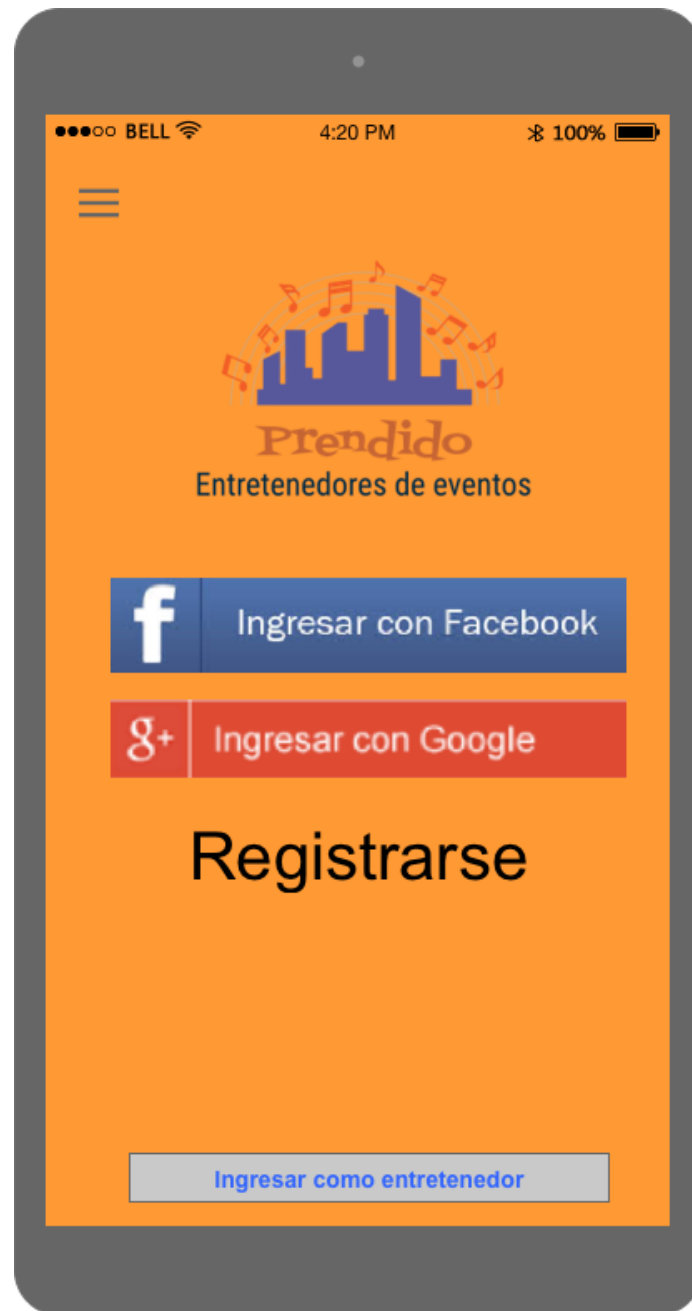 BELL 4:20 PM 100%
Prendido
Entretenedores de eventos
f Ingresar con Facebook
g+ Ingresar con Google
Registrarse
Ingresar como entretenedor